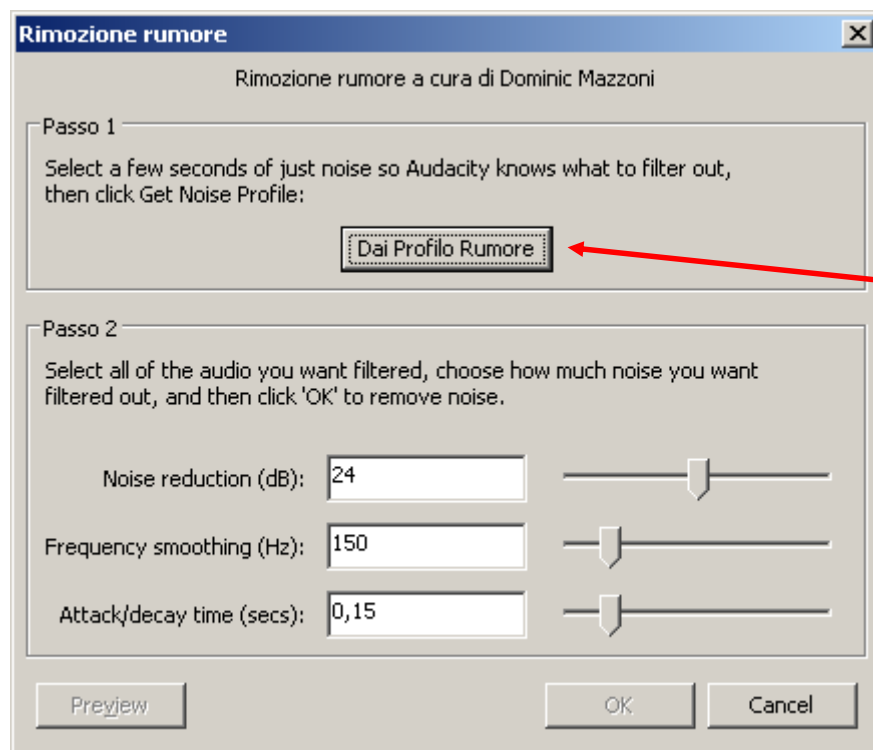 Rimozione rumore
Rimozione rumore a cura di Dominic Mazzoni
Passo 1
Select a few seconds of just noise so Audacity knows what to filter out,
then click Get Noise Profile:
Dai Profilo Rumore
Passo 2
Select all of the audio you want filtered, choose how much noise you want
filtered out, and then click 'OK' to remove noise.
Noise reduction (dB): 24
Frequency smoothing (Hz): 150
Attack/decay time (secs): 0,15
Preview OK Cancel